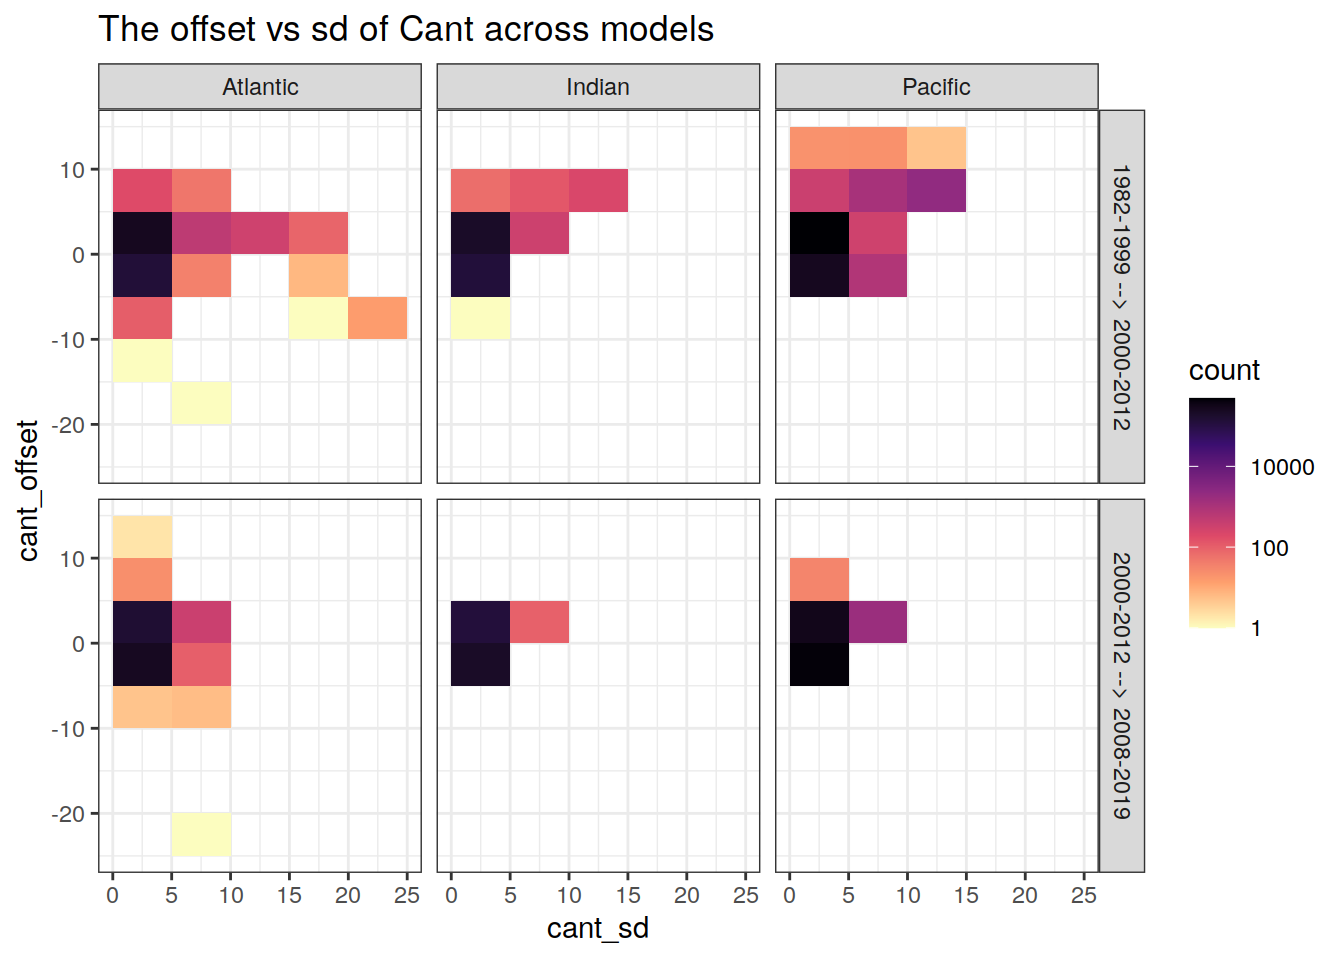 The offset vs sd of Cant across models
Atlantic
Indian
Pacific
10
0
-10
-20
1982-1999 --> 2000-2012
10
0
-10
-20
2000-2012 --> 2008-2019
cant_offset
0 5 10 15 20 25
0 5 10 15 20 25
0 5 10 15 20 25
cant_sd
count
10000
100
1